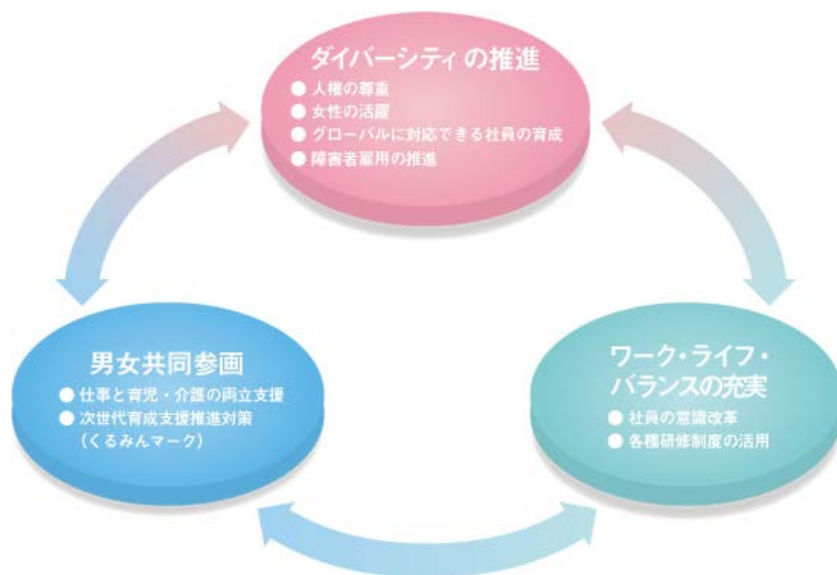 ダイバーシティの推進
● 人権の尊重
● 女性の活躍
● グローバルに対応できる社員の育成
● 障害者雇用の推進
男女共同参画
● 仕事と育児・介護の両立支援
● 次世代育成支援推進対策
(くるみんマーク)
ワーク・ライフ・
バランスの充実
● 社員の意識改革
● 各種研修制度の活用